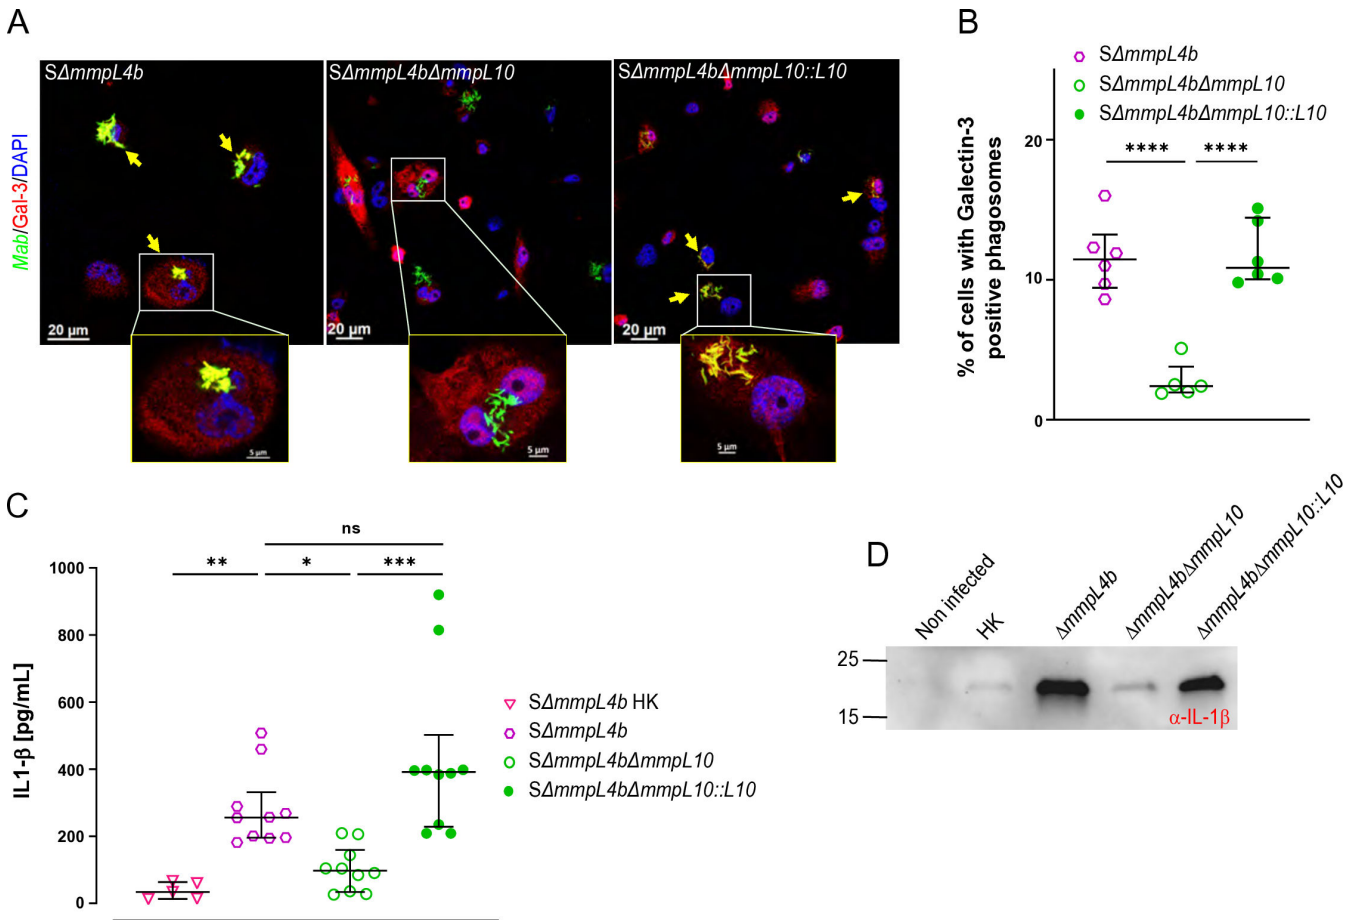 A
SΔmmpL4b
SΔmmpL4bΔmmpL10
SΔmmpL4bΔmmpL10::L10
Mab/Gal-3/DAPI
20 µm
20 µm
20 µm
5 µm
5 µm
5 µm
B
SΔmmpL4b
SΔmmpL4bΔmmpL10
SΔmmpL4bΔmmpL10::L10
% of cells with Galectin-3
positive phagosomes
**** ****
20
10
0
C
ns
** * ***
IL1-β [pg/mL]
1000
800
600
400
200
0
SΔmmpL4b HK
SΔmmpL4b
SΔmmpL4bΔmmpL10
SΔmmpL4bΔmmpL10::L10
D
Non infected
HK
ΔmmpL4b
ΔmmpL4bΔmmpL10
ΔmmpL4bΔmmpL10::L10
25
15
α-IL-1β